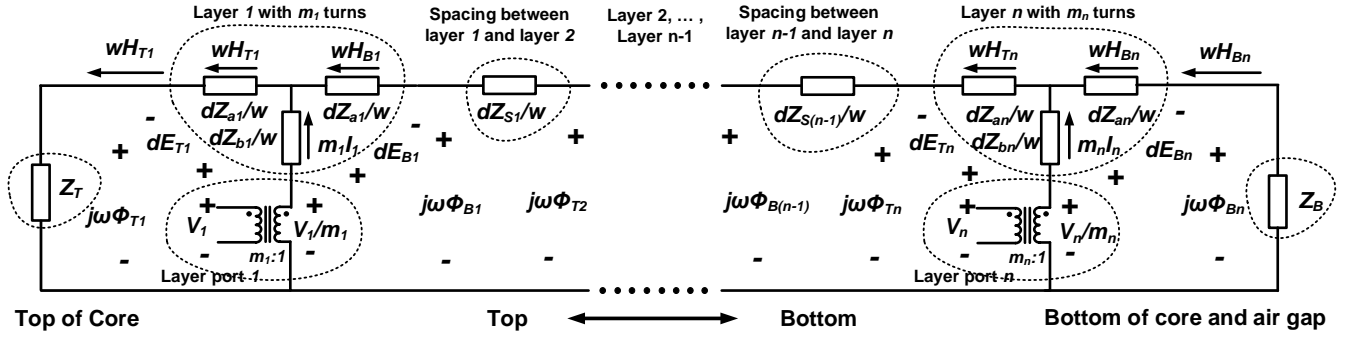 Layer 1 with m1 turns
Spacing between
layer 1 and layer 2
Layer 2, … ,
Layer n-1
Spacing between
layer n-1 and layer n
Layer n with mn turns
wHT1
wHT1
wHB1
wHTn
wHBn
wHBn
dZa1/w
dZa1/w
dZS1/w
dZS(n-1)/w
dZan/w
dZan/w
dZb1/w
dZbn/w
-
-
-
-
dET1
m1I1
dEB1
dETn
mnIn
dEBn
+
+
+
+
+
+
+
+
+
+
ZT
jωΦT1
V1
+
+
V1/m1
-
-
m1:1
jωΦB1
jωΦT2
jωΦB(n-1)
jωΦTn
Vn
+
+
Vn/mn
-
-
mn:1
jωΦBn
ZB
-
-
-
-
-
-
Layer port 1
Layer port n
Top of Core
Top
Bottom
Bottom of core and air gap